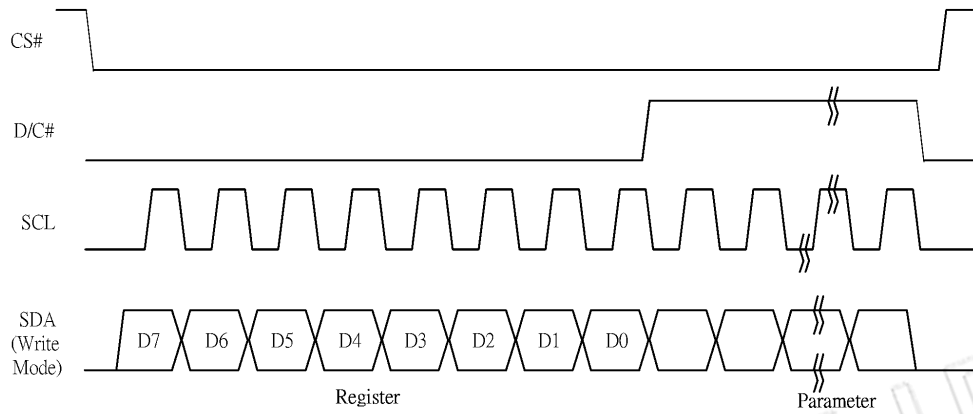 CS#
D/C#
SCL
SDA
(Write
Mode)
D7 D6 D5 D4 D3 D2 D1 D0
Register
Parameter